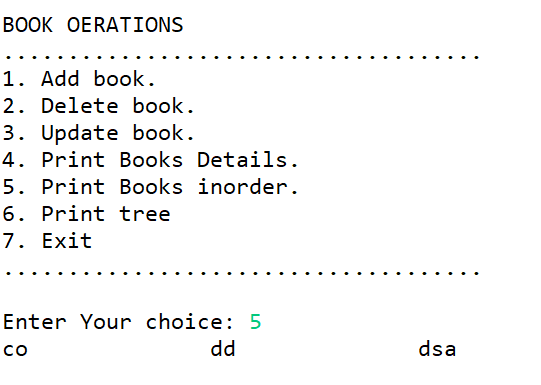 BOOK OERATIONS
.....................................
1. Add book.
2. Delete book.
3. Update book.
4. Print Books Details.
5. Print Books inorder.
6. Print tree
7. Exit
.....................................
Enter Your choice: 5
co dd dsa